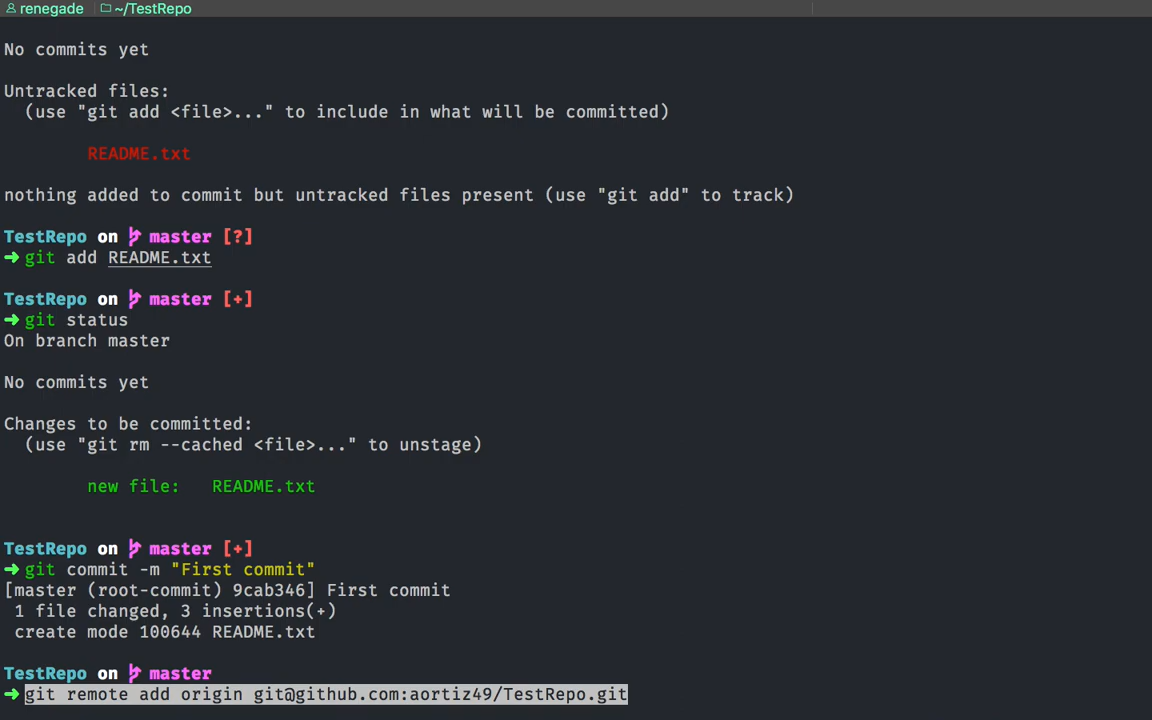 renegade ~/TestRepo
No commits yet
Untracked files:
(use "git add <file>..." to include in what will be committed)
README.txt
nothing added to commit but untracked files present (use "git add" to track)
TestRepo on master [?]
➜ git add README.txt
TestRepo on master [+]
➜ git status
On branch master
No commits yet
Changes to be committed:
(use "git rm --cached <file>..." to unstage)
new file: README.txt
TestRepo on master [+]
➜ git commit -m "First commit"
[master (root-commit) 9cab346] First commit
1 file changed, 3 insertions(+)
create mode 100644 README.txt
TestRepo on master
➜ git remote add origin git@github.com:aortiz49/TestRepo.git